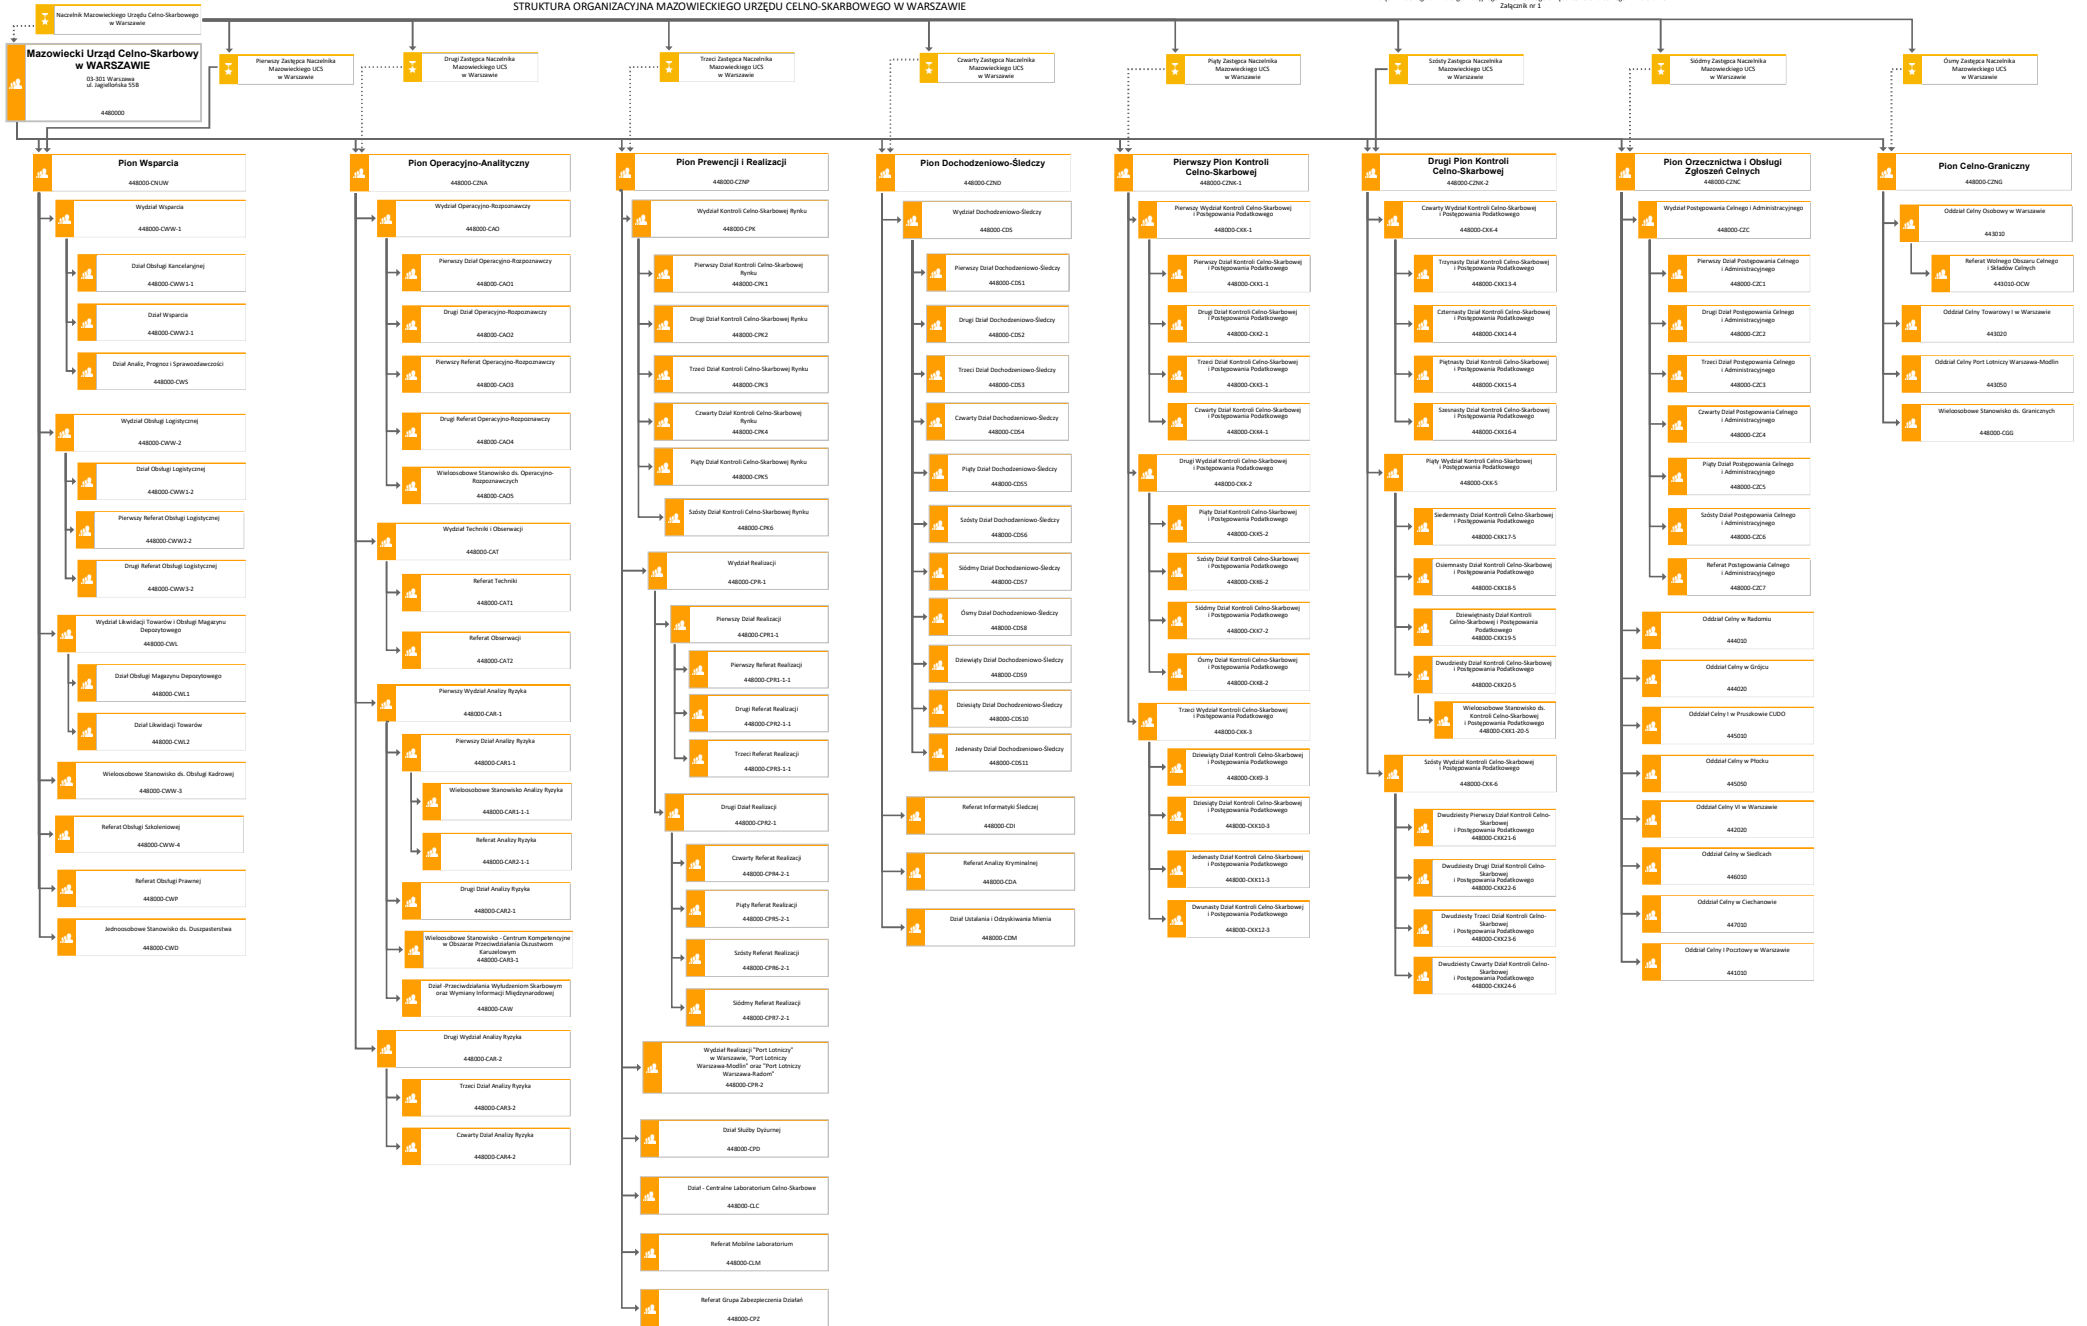 STRUKTURA ORGANIZACYJNA MAZOWIECKIEGO URZĘDU CELNO-SKARBOWEGO W WARSZAWIE
Załącznik nr 1
Naczelnik Mazowieckiego Urzędu Celno-Skarbowego
w Warszawie
Mazowiecki Urząd Celno-Skarbowy
w WARSZAWIE
03-301 Warszawa
ul. Jagiellońska 55B
4480000
Pierwszy Zastępca Naczelnika
Mazowieckiego UCS
w Warszawie
Drugi Zastępca Naczelnika
Mazowieckiego UCS
w Warszawie
Trzeci Zastępca Naczelnika
Mazowieckiego UCS
w Warszawie
Czwarty Zastępca Naczelnika
Mazowieckiego UCS
w Warszawie
Piąty Zastępca Naczelnika
Mazowieckiego UCS
w Warszawie
Szósty Zastępca Naczelnika
Mazowieckiego UCS
w Warszawie
Siódmy Zastępca Naczelnika
Mazowieckiego UCS
w Warszawie
Ósmy Zastępca Naczelnika
Mazowieckiego UCS
w Warszawie
Pion Wsparcia
448000-CNUW
Wydział Wsparcia
448000-CWW-1
Dział Obsługi Kancelaryjnej
448000-CWW1-1
Dział Wsparcia
448000-CWW2-1
Dział Analiz, Prognoz i Sprawozdawczości
448000-CWS
Wydział Obsługi Logistycznej
448000-CWW-2
Dział Obsługi Logistycznej
448000-CWW1-2
Pierwszy Referat Obsługi Logistycznej
448000-CWW2-2
Drugi Referat Obsługi Logistycznej
448000-CWW3-2
Wydział Likwidacji Towarów i Obsługi Magazynu
Depozytowego
448000-CWL
Dział Obsługi Magazynu Depozytowego
448000-CWL1
Dział Likwidacji Towarów
448000-CWL2
Wieloosobowe Stanowisko ds. Obsługi Kadrowej
448000-CWW-3
Referat Obsługi Szkoleniowej
448000-CWW-4
Referat Obsługi Prawnej
448000-CWP
Jednoosobowe Stanowisko ds. Duszpasterstwa
448000-CWD
Pion Operacyjno-Analityczny
448000-CZNA
Wydział Operacyjno-Rozpoznawczy
448000-CAO
Pierwszy Dział Operacyjno-Rozpoznawczy
448000-CAO1
Drugi Dział Operacyjno-Rozpoznawczy
448000-CAO2
Pierwszy Referat Operacyjno-Rozpoznawczy
448000-CAO3
Drugi Referat Operacyjno-Rozpoznawczy
448000-CAO4
Wieloosobowe Stanowisko ds. Operacyjno-
Rozpoznawczych
448000-CAO5
Wydział Techniki i Obserwacji
448000-CAT
Referat Techniki
448000-CAT1
Referat Obserwacji
448000-CAT2
Pierwszy Wydział Analizy Ryzyka
448000-CAR-1
Pierwszy Dział Analizy Ryzyka
448000-CAR1-1
Wieloosobowe Stanowisko Analizy Ryzyka
448000-CAR1-1-1
Referat Analizy Ryzyka
448000-CAR2-1-1
Drugi Dział Analizy Ryzyka
448000-CAR2-1
Wieloosobowe Stanowisko - Centrum Kompetencyjne
w Obszarze Przeciwdziałania Oszustwom
Karuzelowym
448000-CAR3-1
Dział -Przeciwdziałania Wyłudzeniom Skarbowym
oraz Wymiany Informacji Międzynarodowej
448000-CAW
Drugi Wydział Analizy Ryzyka
448000-CAR-2
Trzeci Dział Analizy Ryzyka
448000-CAR3-2
Czwarty Dział Analizy Ryzyka
448000-CAR4-2
Pion Prewencji i Realizacji
448000-CZNP
Wydział Kontroli Celno-Skarbowej Rynku
448000-CPK
Pierwszy Dział Kontroli Celno-Skarbowej
Rynku
448000-CPK1
Drugi Dział Kontroli Celno-Skarbowej Rynku
448000-CPK2
Trzeci Dział Kontroli Celno-Skarbowej Rynku
448000-CPK3
Czwarty Dział Kontroli Celno-Skarbowej
Rynku
448000-CPK4
Piąty Dział Kontroli Celno-Skarbowej Rynku
448000-CPK5
Szósty Dział Kontroli Celno-Skarbowej Rynku
448000-CPK6
Wydział Realizacji
448000-CPR-1
Pierwszy Dział Realizacji
448000-CPR1-1
Pierwszy Referat Realizacji
448000-CPR1-1-1
Drugi Referat Realizacji
448000-CPR2-1-1
Trzeci Referat Realizacji
448000-CPR3-1-1
Drugi Dział Realizacji
448000-CPR2-1
Czwarty Referat Realizacji
448000-CPR4-2-1
Piąty Referat Realizacji
448000-CPR5-2-1
Szósty Referat Realizacji
448000-CPR6-2-1
Siódmy Referat Realizacji
448000-CPR7-2-1
Wydział Realizacji "Port Lotniczy"
w Warszawie, "Port Lotniczy
Warszawa-Modlin" oraz "Port Lotniczy
Warszawa-Radom"
448000-CPR-2
Dział Służby Dyżurnej
448000-CPD
Dział - Centralne Laboratorium Celno-Skarbowe
448000-CLC
Referat Mobilne Laboratorium
448000-CLM
Referat Grupa Zabezpieczenia Działań
448000-CPZ
Pion Dochodzeniowo-Śledczy
448000-CZND
Wydział Dochodzeniowo-Śledczy
448000-CDS
Pierwszy Dział Dochodzeniowo-Śledczy
448000-CDS1
Drugi Dział Dochodzeniowo-Śledczy
448000-CDS2
Trzeci Dział Dochodzeniowo-Śledczy
448000-CDS3
Czwarty Dział Dochodzeniowo-Śledczy
448000-CDS4
Piąty Dział Dochodzeniowo-Śledczy
448000-CDS5
Szósty Dział Dochodzeniowo-Śledczy
448000-CDS6
Siódmy Dział Dochodzeniowo-Śledczy
448000-CDS7
Ósmy Dział Dochodzeniowo-Śledczy
448000-CDS8
Dziewiąty Dział Dochodzeniowo-Śledczy
448000-CDS9
Dziesiąty Dział Dochodzeniowo-Śledczy
448000-CDS10
Jedenasty Dział Dochodzeniowo-Śledczy
448000-CDS11
Referat Informatyki Śledczej
448000-CDI
Referat Analizy Kryminalnej
448000-CDA
Dział Ustalania i Odzyskiwania Mienia
448000-CDM
Pierwszy Pion Kontroli
Celno-Skarbowej
448000-CZNK-1
Pierwszy Wydział Kontroli Celno-Skarbowej
i Postępowania Podatkowego
448000-CKK-1
Pierwszy Dział Kontroli Celno-Skarbowej
i Postępowania Podatkowego
448000-CKK1-1
Drugi Dział Kontroli Celno-Skarbowej
i Postępowania Podatkowego
448000-CKK2-1
Trzeci Dział Kontroli Celno-Skarbowej
i Postępowania Podatkowego
448000-CKK3-1
Czwarty Dział Kontroli Celno-Skarbowej
i Postępowania Podatkowego
448000-CKK4-1
Drugi Wydział Kontroli Celno-Skarbowej
i Postępowania Podatkowego
448000-CKK-2
Piąty Dział Kontroli Celno-Skarbowej
i Postępowania Podatkowego
448000-CKK5-2
Szósty Dział Kontroli Celno-Skarbowej
i Postępowania Podatkowego
448000-CKK6-2
Siódmy Dział Kontroli Celno-Skarbowej
i Postępowania Podatkowego
448000-CKK7-2
Ósmy Dział Kontroli Celno-Skarbowej
i Postępowania Podatkowego
448000-CKK8-2
Trzeci Wydział Kontroli Celno-Skarbowej
i Postępowania Podatkowego
448000-CKK-3
Dziewiąty Dział Kontroli Celno-Skarbowej
i Postępowania Podatkowego
448000-CKK9-3
Dziesiąty Dział Kontroli Celno-Skarbowej
i Postępowania Podatkowego
448000-CKK10-3
Jedenasty Dział Kontroli Celno-Skarbowej
i Postępowania Podatkowego
448000-CKK11-3
Dwunasty Dział Kontroli Celno-Skarbowej
i Postępowania Podatkowego
448000-CKK12-3
Drugi Pion Kontroli
Celno-Skarbowej
448000-CZNK-2
Czwarty Wydział Kontroli Celno-Skarbowej
i Postępowania Podatkowego
448000-CKK-4
Trzynasty Dział Kontroli Celno-Skarbowej
i Postępowania Podatkowego
448000-CKK13-4
Czternasty Dział Kontroli Celno-Skarbowej
i Postępowania Podatkowego
448000-CKK14-4
Piętnasty Dział Kontroli Celno-Skarbowej
i Postępowania Podatkowego
448000-CKK15-4
Szesnasty Dział Kontroli Celno-Skarbowej
i Postępowania Podatkowego
448000-CKK16-4
Piąty Wydział Kontroli Celno-Skarbowej
i Postępowania Podatkowego
448000-CKK-5
Siedemnasty Dział Kontroli Celno-Skarbowej
i Postępowania Podatkowego
448000-CKK17-5
Osiemnasty Dział Kontroli Celno-Skarbowej
i Postępowania Podatkowego
448000-CKK18-5
Dziewiętnasty Dział Kontroli
Celno-Skarbowej i Postępowania
Podatkowego
448000-CKK19-5
Dwudziesty Dział Kontroli Celno-Skarbowej
i Postępowania Podatkowego
448000-CKK20-5
Wieloosobowe Stanowisko ds.
Kontroli Celno-Skarbowej
i Postępowania Podatkowego
448000-CKK1-20-5
Szósty Wydział Kontroli Celno-Skarbowej
i Postępowania Podatkowego
448000-CKK-6
Dwudziesty Pierwszy Dział Kontroli Celno-
Skarbowej
i Postępowania Podatkowego
448000-CKK21-6
Dwudziesty Drugi Dział Kontroli Celno-
Skarbowej
i Postępowania Podatkowego
448000-CKK22-6
Dwudziesty Trzeci Dział Kontroli Celno-
Skarbowej
i Postępowania Podatkowego
448000-CKK23-6
Dwudziesty Czwarty Dział Kontroli Celno-
Skarbowej
i Postępowania Podatkowego
448000-CKK24-6
Pion Orzecznictwa i Obsługi
Zgłoszeń Celnych
448000-CZNC
Wydział Postępowania Celnego i Administracyjnego
448000-CZC
Pierwszy Dział Postępowania Celnego
i Administracyjnego
448000-CZC1
Drugi Dział Postępowania Celnego
i Administracyjnego
448000-CZC2
Trzeci Dział Postępowania Celnego
i Administracyjnego
448000-CZC3
Czwarty Dział Postępowania Celnego
i Administracyjnego
448000-CZC4
Piąty Dział Postępowania Celnego
i Administracyjnego
448000-CZC5
Szósty Dział Postępowania Celnego
i Administracyjnego
448000-CZC6
Referat Postępowania Celnego
i Administracyjnego
448000-CZC7
Oddział Celny w Radomiu
444010
Oddział Celny w Grójcu
444020
Oddział Celny I w Pruszkowie CUDO
445010
Oddział Celny w Płocku
445050
Oddział Celny VI w Warszawie
442020
Oddział Celny w Siedlcach
446010
Oddział Celny w Ciechanowie
447010
Oddział Celny I Pocztowy w Warszawie
441010
Pion Celno-Graniczny
448000-CZNG
Oddział Celny Osobowy w Warszawie
443010
Referat Wolnego Obszaru Celnego
i Składów Celnych
443010-OCW
Oddział Celny Towarowy I w Warszawie
443020
Oddział Celny Port Lotniczy Warszawa-Modlin
443050
Wieloosobowe Stanowisko ds. Granicznych
448000-CGG